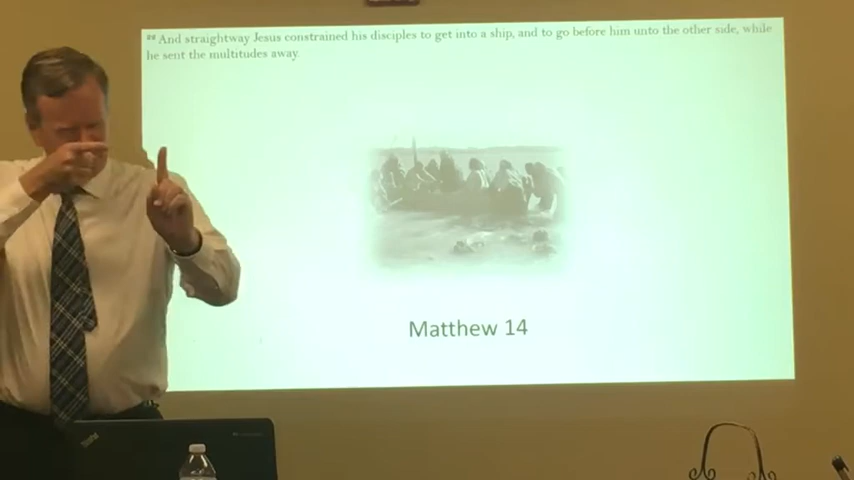 ²² And straightway Jesus constrained his disciples to get into a ship, and to go before him unto the other side, while
he sent the multitudes away.
Matthew 14